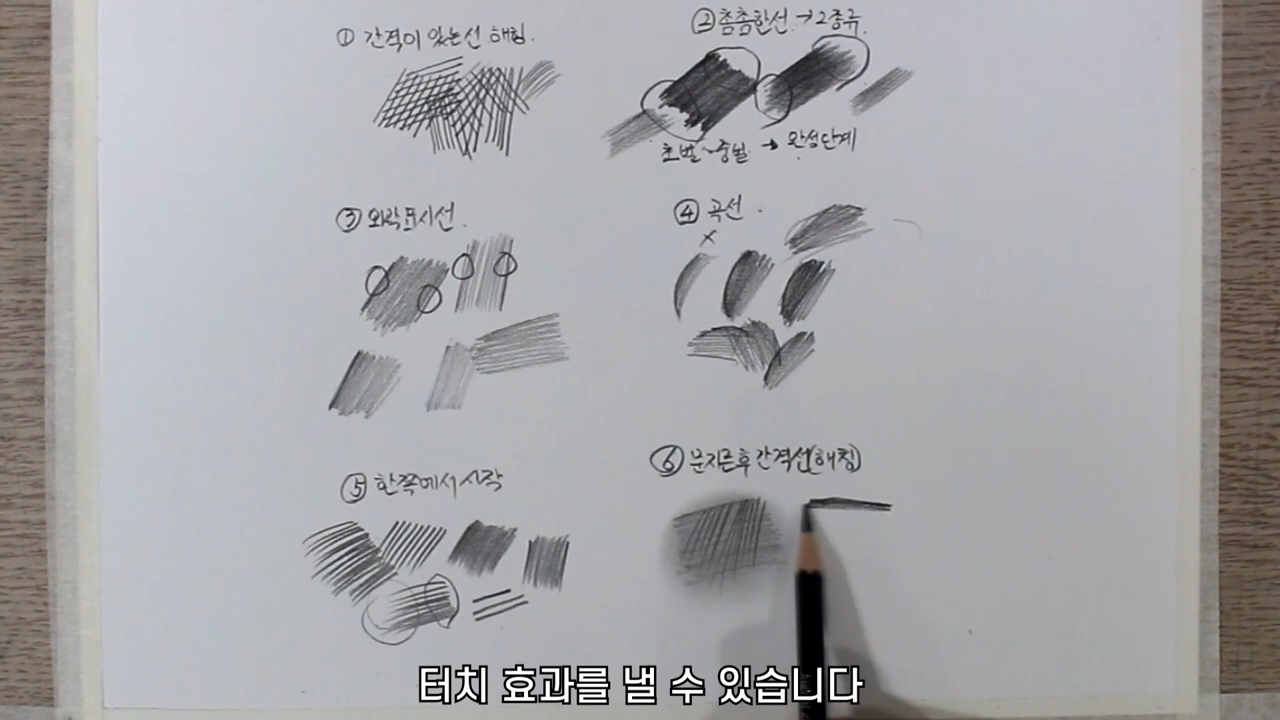 ① 간격이 있는선 해칭.
② 촘촘한선 → 2종류.
초벌~중벌. → 완성단계
③ 외곽표시선.
④ 곡선.
×
⑤ 한쪽에서 시작
⑥ 문지른후 간격선(해칭)
터치 효과를 낼 수 있습니다